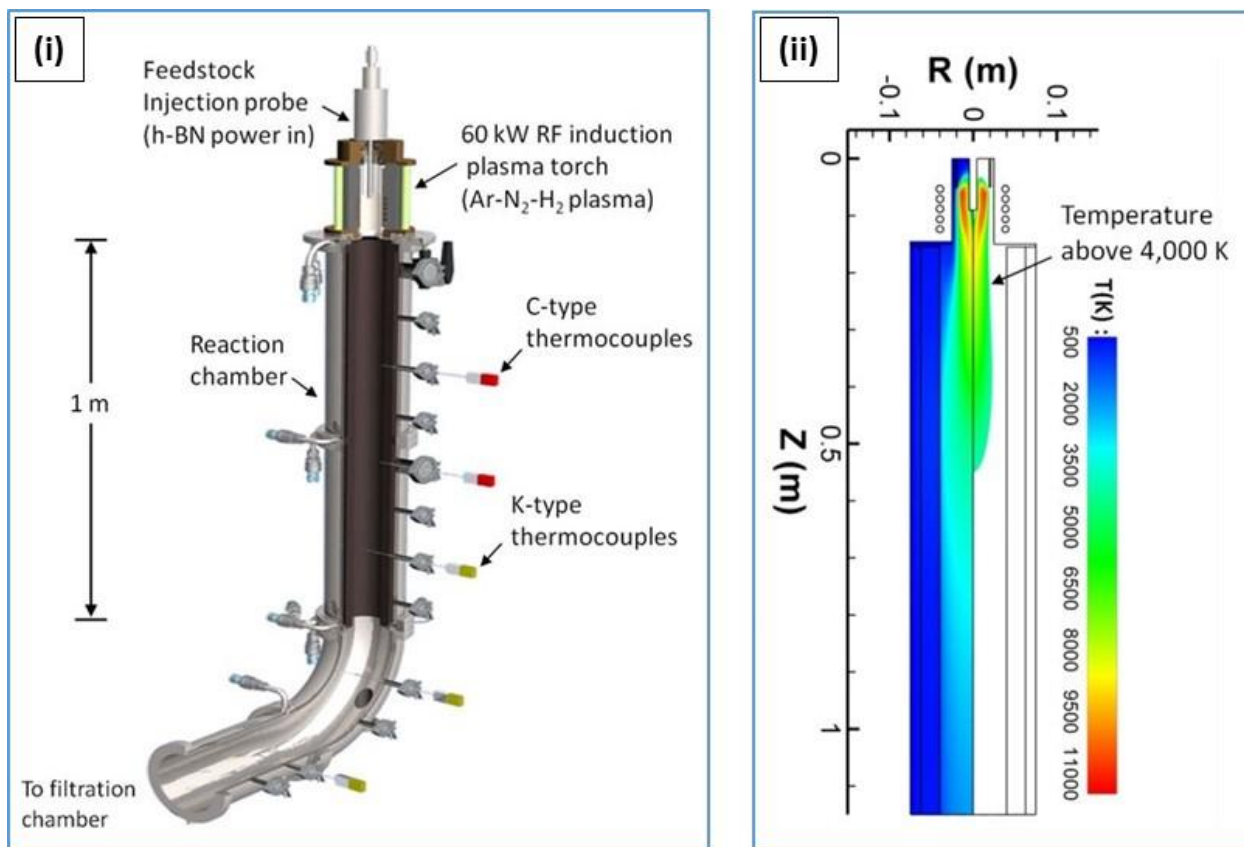 (i)
Feedstock
Injection probe
(h-BN power in)
60 kW RF induction
plasma torch
(Ar-N₂-H₂ plasma)
C-type
thermocouples
Reaction
chamber
1 m
K-type
thermocouples
To filtration
chamber
(ii)
R (m)
-0.1
0
0.1
0
0.5
1
Z (m)
Temperature
above 4,000 K
T(K) :
500
2000
3500
5000
6500
8000
9500
11000